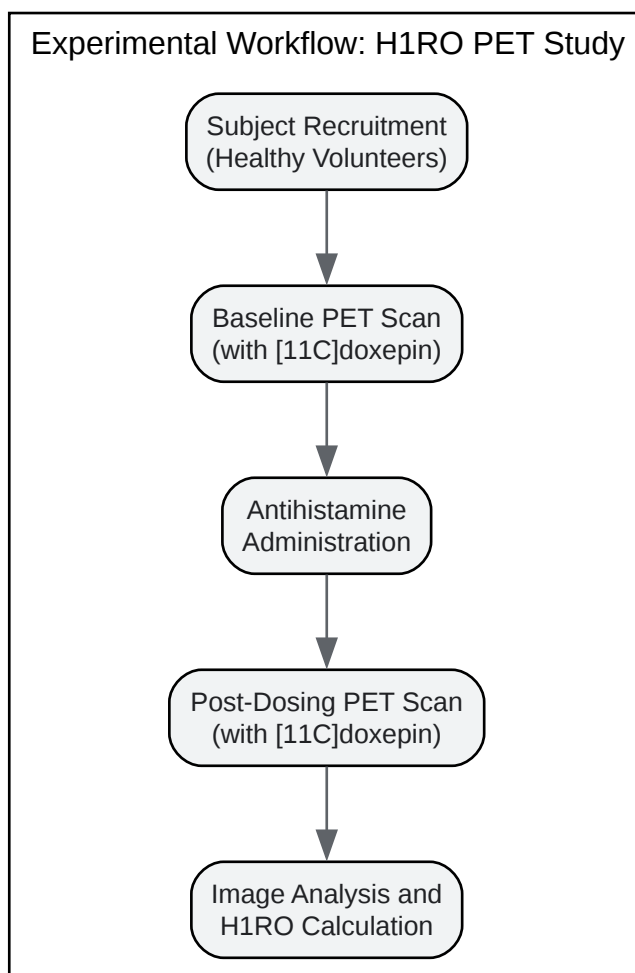 Experimental Workflow: H1RO PET Study
Subject Recruitment
(Healthy Volunteers)
Baseline PET Scan
(with [11C]doxepin)
Antihistamine
Administration
Post-Dosing PET Scan
(with [11C]doxepin)
Image Analysis and
H1RO Calculation